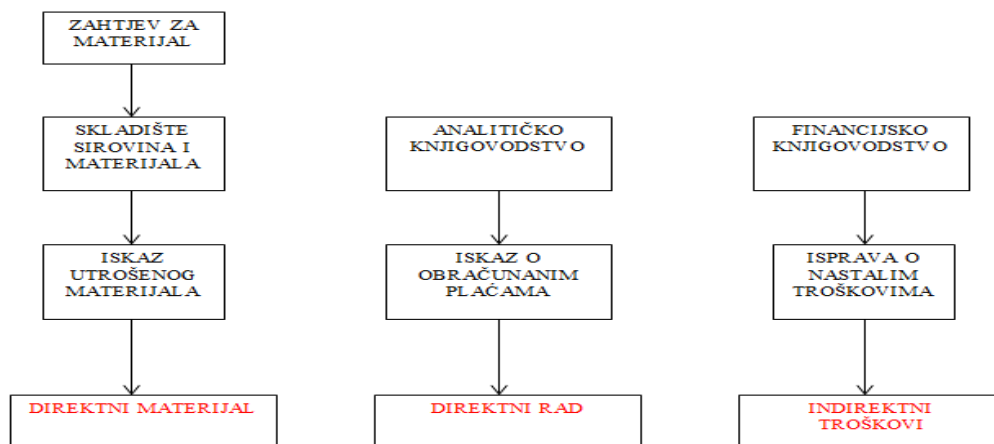 ZAHTJEV ZA
MATERIJAL
SKLADIŠTE
SIROVINA I
MATERIJALA
ANALITIČKO
KNJIGOVODSTVO
FINANCIJSKO
KNJIGOVODSTVO
ISKAZ
UTROŠENOG
MATERIJALA
ISKAZ O
OBRAČUNANIM
PLAĆAMA
ISPRAVA O
NASTALIM
TROŠKOVIMA
DIREKTNI MATERIJAL
DIREKTNI RAD
INDIREKTNI
TROŠKOVI